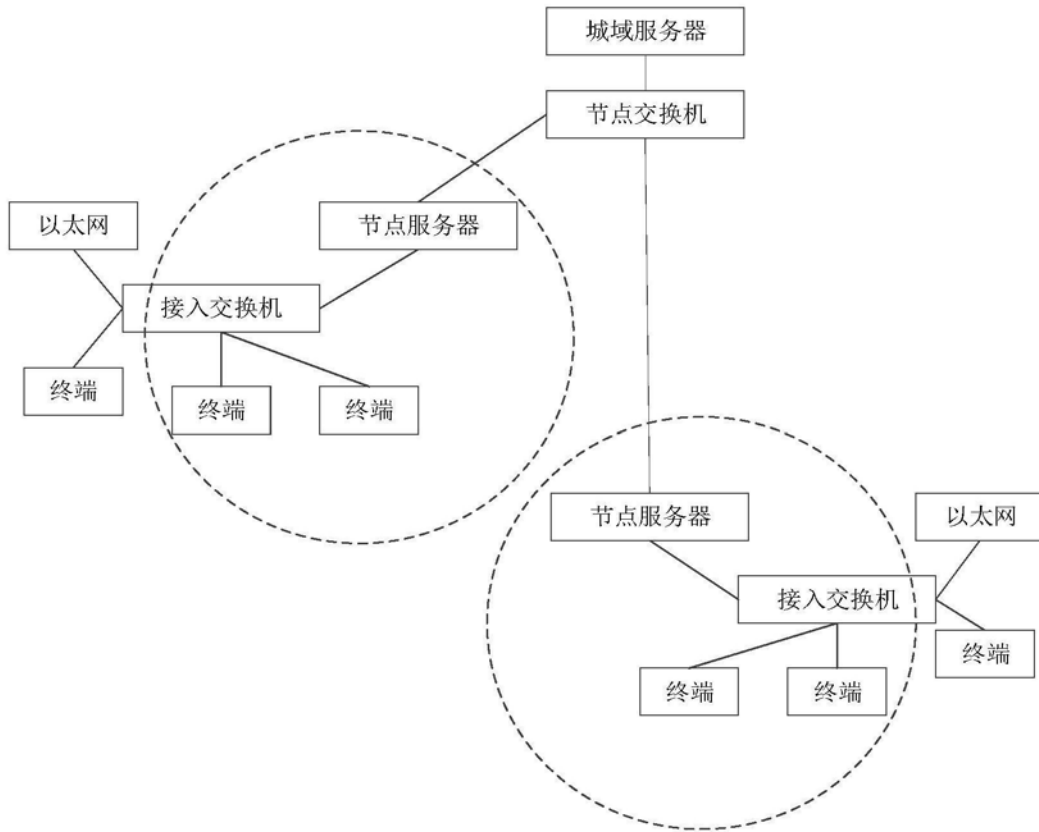 城域服务器
节点交换机
以太网
节点服务器
接入交换机
终端
终端
终端
节点服务器
以太网
接入交换机
终端
终端
终端